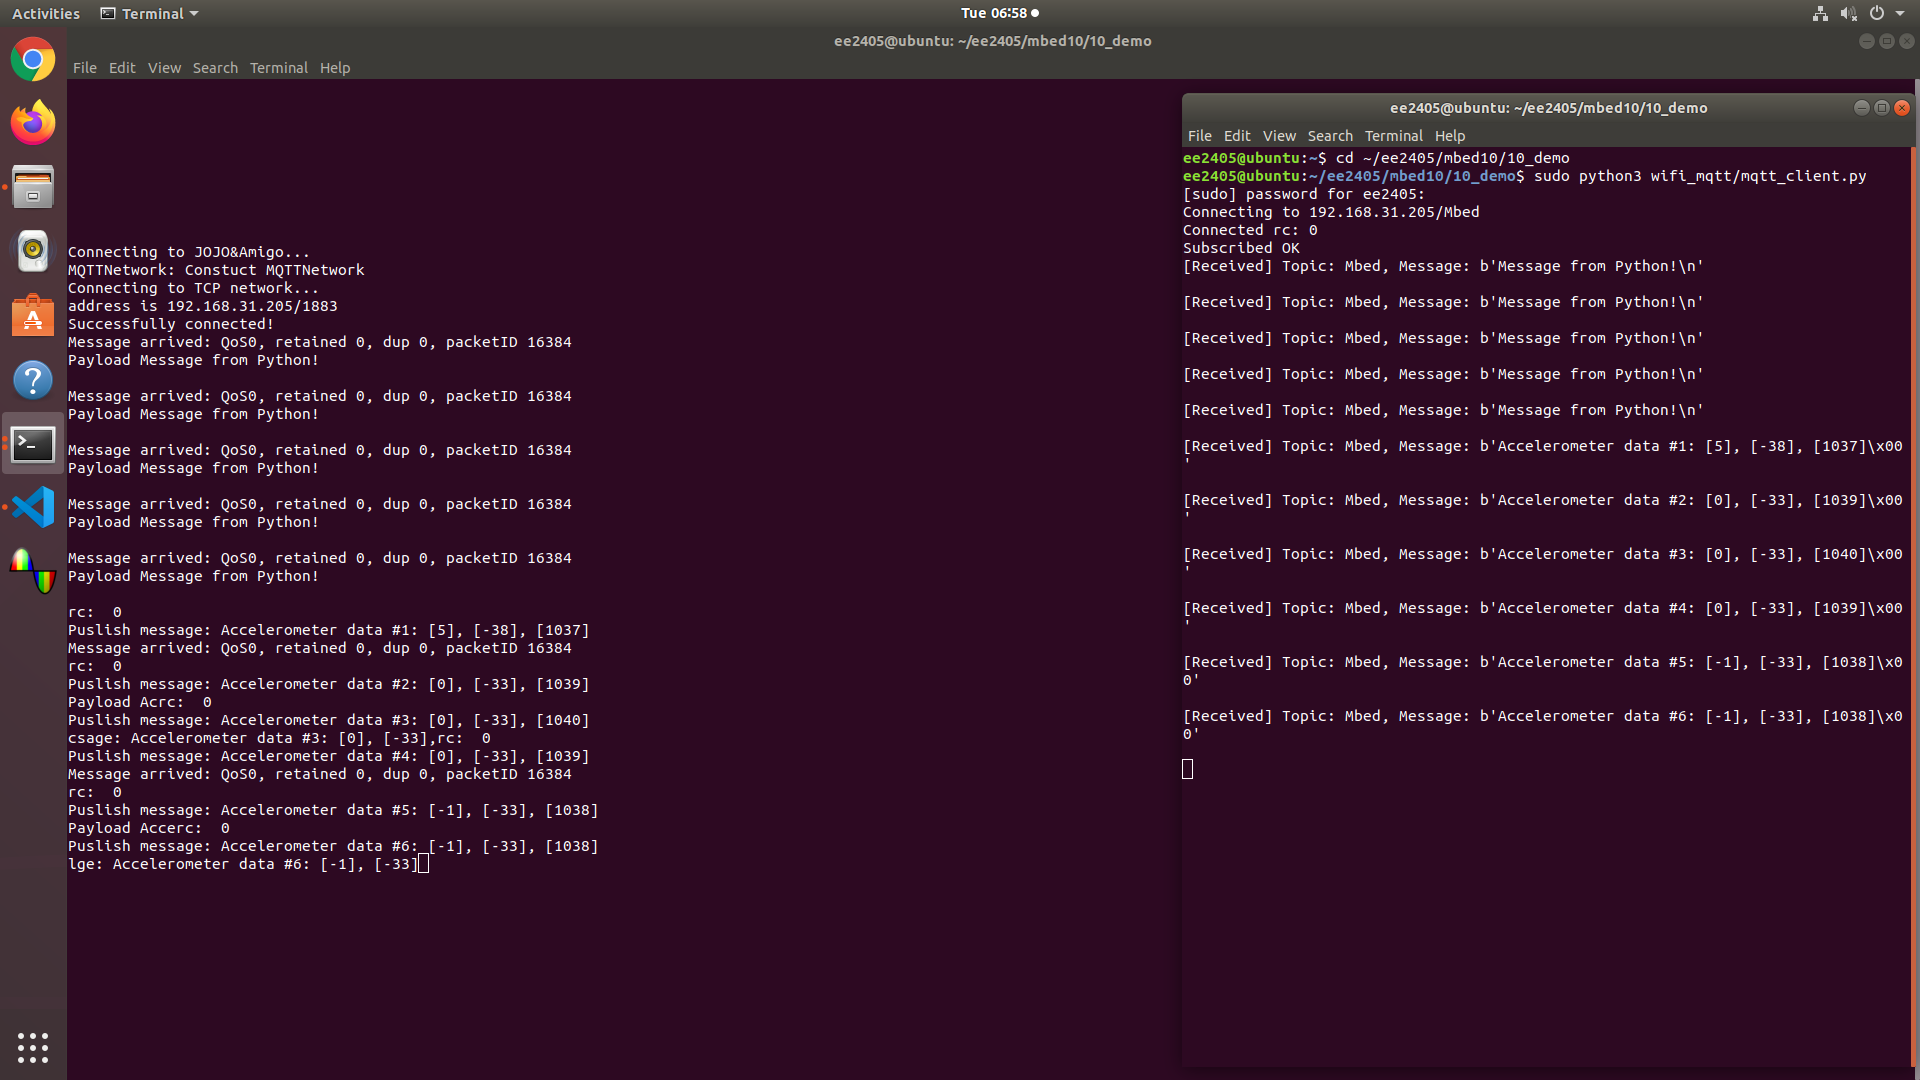 Activities
Terminal
Tue 06:58
ee2405@ubuntu: ~/ee2405/mbed10/10_demo
File Edit View Search Terminal Help
Connecting to JOJO&Amigo...
MQTTNetwork: Constuct MQTTNetwork
Connecting to TCP network...
address is 192.168.31.205/1883
Successfully connected!
Message arrived: QoS0, retained 0, dup 0, packetID 16384
Payload Message from Python!
Message arrived: QoS0, retained 0, dup 0, packetID 16384
Payload Message from Python!
Message arrived: QoS0, retained 0, dup 0, packetID 16384
Payload Message from Python!
Message arrived: QoS0, retained 0, dup 0, packetID 16384
Payload Message from Python!
Message arrived: QoS0, retained 0, dup 0, packetID 16384
Payload Message from Python!
rc:  0
Puslish message: Accelerometer data #1: [5], [-38], [1037]
Message arrived: QoS0, retained 0, dup 0, packetID 16384
rc:  0
Puslish message: Accelerometer data #2: [0], [-33], [1039]
Payload Acrc:  0
Puslish message: Accelerometer data #3: [0], [-33], [1040]
csage: Accelerometer data #3: [0], [-33],rc:  0
Puslish message: Accelerometer data #4: [0], [-33], [1039]
Message arrived: QoS0, retained 0, dup 0, packetID 16384
rc:  0
Puslish message: Accelerometer data #5: [-1], [-33], [1038]
Payload Accerc:  0
Puslish message: Accelerometer data #6: [-1], [-33], [1038]
lge: Accelerometer data #6: [-1], [-33]
ee2405@ubuntu: ~/ee2405/mbed10/10_demo
File Edit View Search Terminal Help
ee2405@ubuntu:~$ cd ~/ee2405/mbed10/10_demo
ee2405@ubuntu:~/ee2405/mbed10/10_demo$ sudo python3 wifi_mqtt/mqtt_client.py
[sudo] password for ee2405:
Connecting to 192.168.31.205/Mbed
Connected rc: 0
Subscribed OK
[Received] Topic: Mbed, Message: b'Message from Python!\n'
[Received] Topic: Mbed, Message: b'Message from Python!\n'
[Received] Topic: Mbed, Message: b'Message from Python!\n'
[Received] Topic: Mbed, Message: b'Message from Python!\n'
[Received] Topic: Mbed, Message: b'Message from Python!\n'
[Received] Topic: Mbed, Message: b'Accelerometer data #1: [5], [-38], [1037]\x00
'
[Received] Topic: Mbed, Message: b'Accelerometer data #2: [0], [-33], [1039]\x00
'
[Received] Topic: Mbed, Message: b'Accelerometer data #3: [0], [-33], [1040]\x00
'
[Received] Topic: Mbed, Message: b'Accelerometer data #4: [0], [-33], [1039]\x00
'
[Received] Topic: Mbed, Message: b'Accelerometer data #5: [-1], [-33], [1038]\x0
0'
[Received] Topic: Mbed, Message: b'Accelerometer data #6: [-1], [-33], [1038]\x0
0'